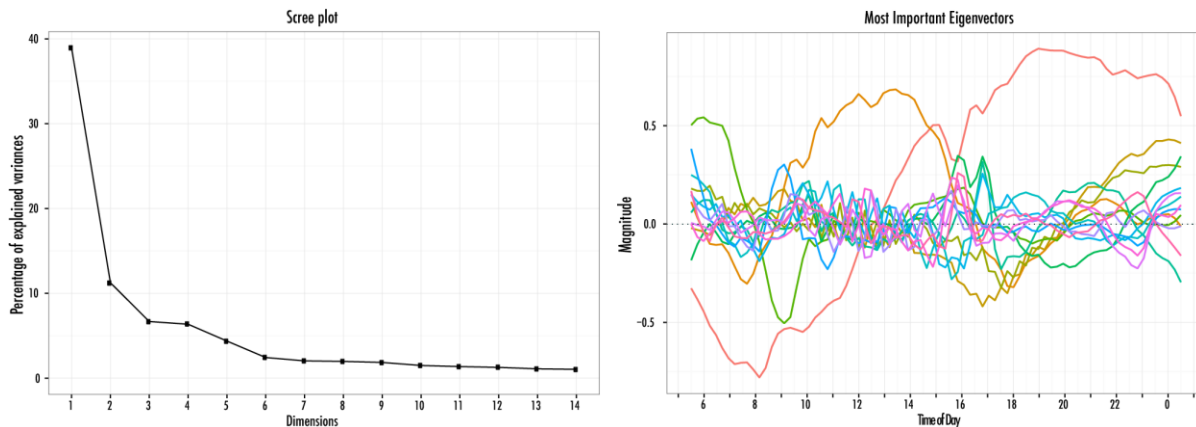 Scree plot
Percentage of explained variances
40
30
20
10
0
1 2 3 4 5 6 7 8 9 10 11 12 13 14
Dimensions
Most Important Eigenvectors
Magnitude
0.5
0.0
−0.5
6 8 10 12 14 16 18 20 22 0
Time of Day